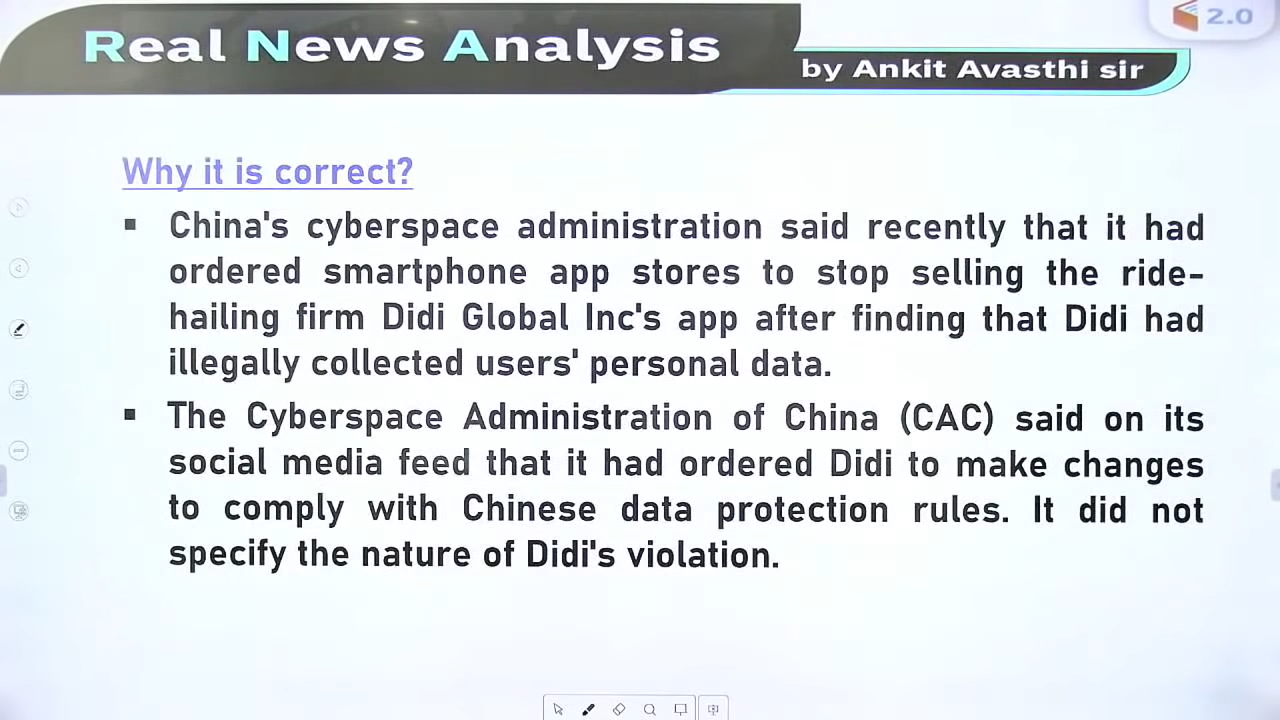 Real News Analysis
2.0
by Ankit Avasthi sir
Why it is correct?
▪ China's cyberspace administration said recently that it had
ordered smartphone app stores to stop selling the ride-
hailing firm Didi Global Inc's app after finding that Didi had
illegally collected users' personal data.
▪ The Cyberspace Administration of China (CAC) said on its
social media feed that it had ordered Didi to make changes
to comply with Chinese data protection rules. It did not
specify the nature of Didi's violation.